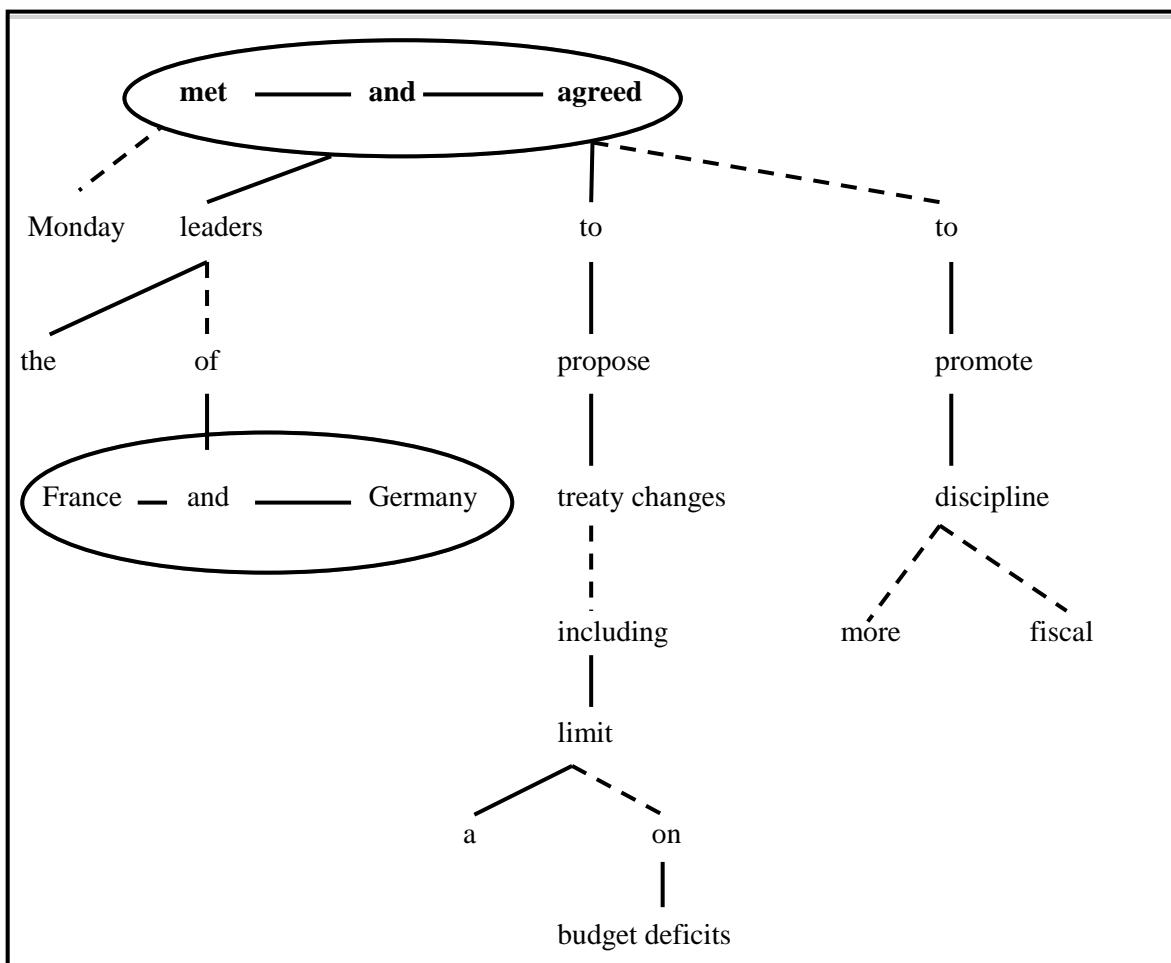 met and agreed
Monday leaders to to
the of propose promote
France and Germany treaty changes discipline
including more fiscal
limit
a on
budget deficits